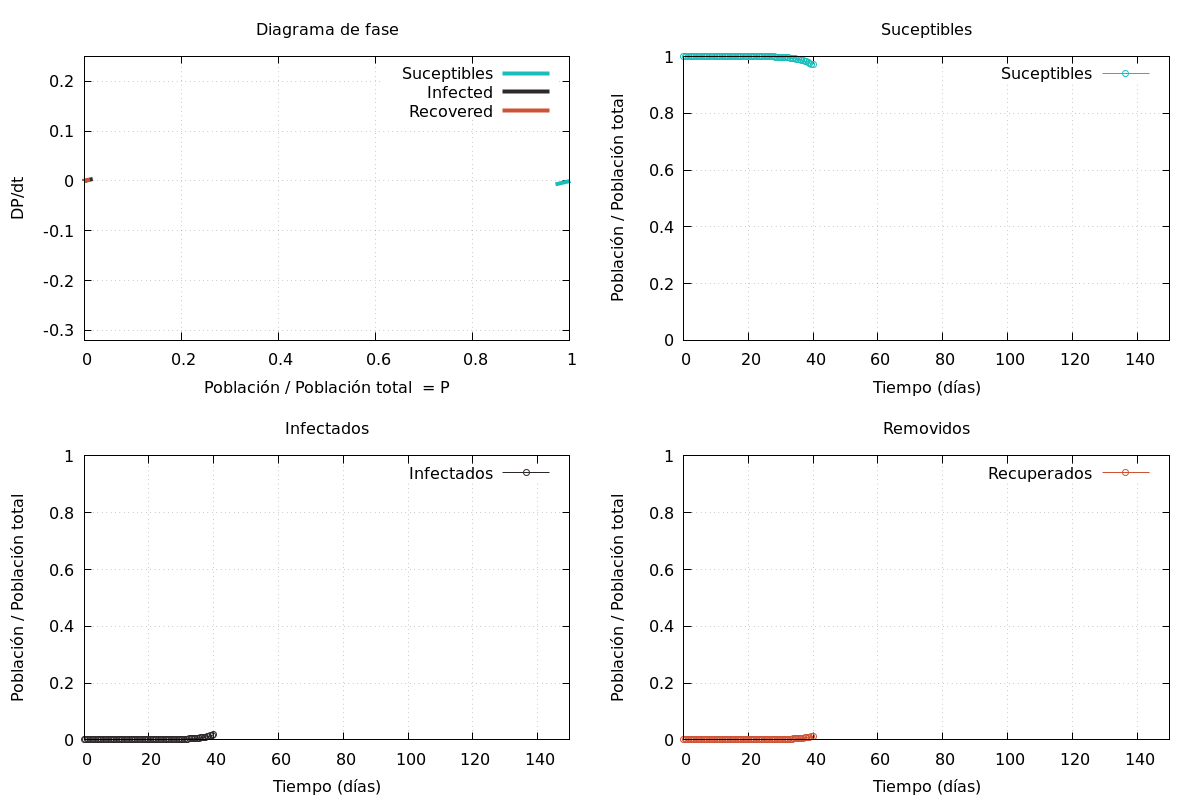 Diagrama de fase
Suceptibles
Infected
Recovered
0.2
0.1
0
-0.1
-0.2
-0.3
DP/dt
0 0.2 0.4 0.6 0.8 1
Población / Población total = P
Suceptibles
Suceptibles
1
0.8
0.6
0.4
0.2
0
Población / Población total
0 20 40 60 80 100 120 140
Tiempo (días)
Infectados
Infectados
1
0.8
0.6
0.4
0.2
0
Población / Población total
0 20 40 60 80 100 120 140
Tiempo (días)
Removidos
Recuperados
1
0.8
0.6
0.4
0.2
0
Población / Población total
0 20 40 60 80 100 120 140
Tiempo (días)